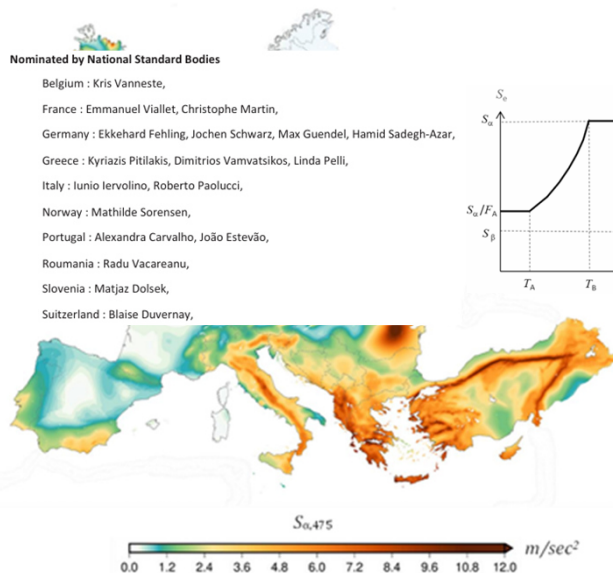 Nominated by National Standard Bodies
Belgium : Kris Vanneste,
France : Emmanuel Viallet, Christophe Martin,
Germany : Ekkehard Fehling, Jochen Schwarz, Max Guendel, Hamid Sadegh-Azar,
Greece : Kyriazis Pitilakis, Dimitrios Vamvatsikos, Linda Pelli,
Italy : Iunio Iervolino, Roberto Paolucci,
Norway : Mathilde Sorensen,
Portugal : Alexandra Carvalho, João Estevão,
Roumania : Radu Vacareanu,
Slovenia : Matjaz Dolsek,
Suitzerland : Blaise Duvernay,
Se
Sα
Sα/FA
Sβ
TA TB
Sα,475
m/sec²
0.0 1.2 2.4 3.6 4.8 6.0 7.2 8.4 9.6 10.8 12.0